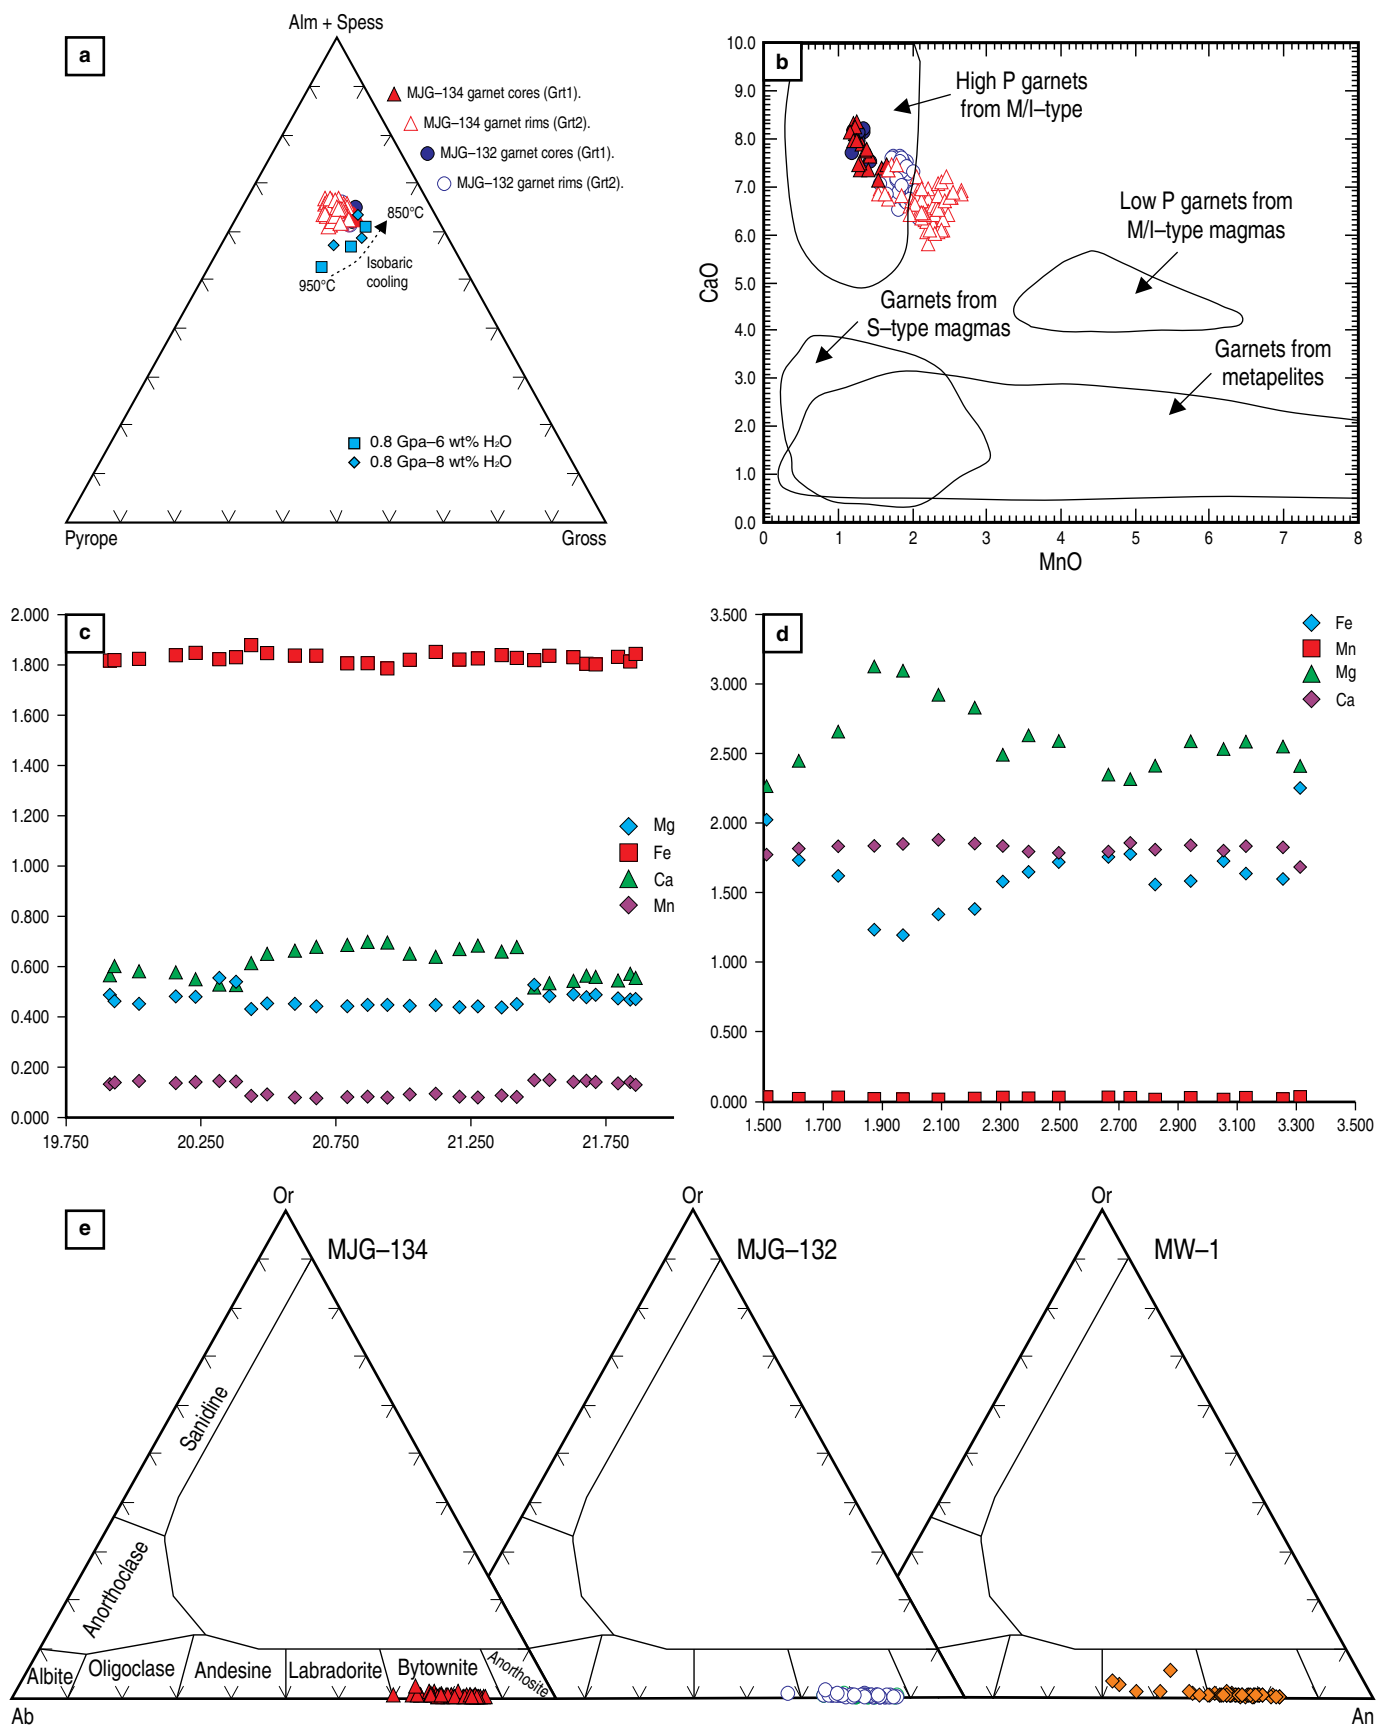 a
Alm + Spess
MJG–134 garnet cores (Grt1).
MJG–134 garnet rims (Grt2).
MJG–132 garnet cores (Grt1).
MJG–132 garnet rims (Grt2).
850°C
Isobaric
cooling
950°C
0.8 Gpa–6 wt% H₂O
0.8 Gpa–8 wt% H₂O
Pyrope
Gross
b
10.0
9.0
8.0
7.0
6.0
5.0
4.0
3.0
2.0
1.0
0.0
CaO
High P garnets
from M/I–type
Low P garnets from
M/I–type magmas
Garnets from
S–type magmas
Garnets from
metapelites
0 1 2 3 4 5 6 7 8
MnO
c
2.000
1.800
1.600
1.400
1.200
1.000
0.800
0.600
0.400
0.200
0.000
Mg
Fe
Ca
Mn
19.750 20.250 20.750 21.250 21.750
d
3.500
3.000
2.500
2.000
1.500
1.000
0.500
0.000
Fe
Mn
Mg
Ca
1.500 1.700 1.900 2.100 2.300 2.500 2.700 2.900 3.100 3.300 3.500
e
Or
MJG–134
Or
MJG–132
Or
MW–1
Sanidine
Anorthoclase
Albite
Oligoclase
Andesine
Labradorite
Bytownite
Anorthosite
Ab
An